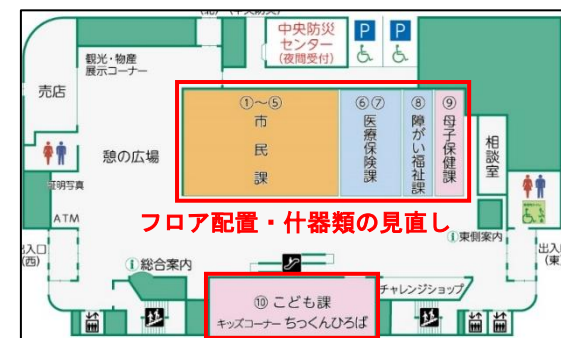 中央防災
センター
(夜間受付)
P
P
観光・物産
展示コーナー
売店
憩の広場
①～⑤
市民課
⑥⑦
医療保険課
⑧
障がい福祉課
⑨
母子保健課
相談室
証明写真
ATM
フロア配置・什器類の見直し
i東側案内
出入口
(西)
i総合案内
出入口
(東)
チャレンジショップ
⑩こども課
キッズコーナー ちっくんひろば